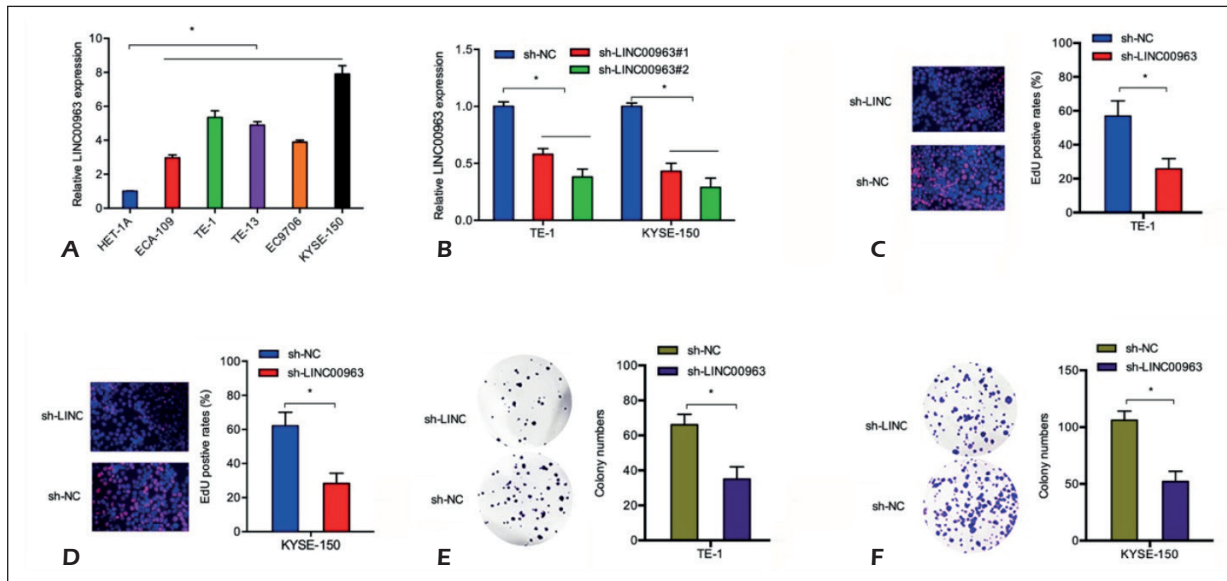 *
Relative LINC00963 expression
10
8
6
4
2
0
HET-1A
ECA-109
TE-1
TE-13
EC9706
KYSE-150
A
sh-NC
sh-LINC00963#1
sh-LINC00963#2
*
*
Relative LINC00963 expression
1.5
1.0
0.5
0.0
TE-1
KYSE-150
B
sh-LINC
sh-NC
sh-NC
sh-LINC00963
*
EdU postive rates (%)
80
60
40
20
0
TE-1
C
sh-LINC
sh-NC
sh-NC
sh-LINC00963
*
EdU postive rates (%)
100
80
60
40
20
0
KYSE-150
D
sh-LINC
sh-NC
sh-NC
sh-LINC00963
*
Colony numbers
100
80
60
40
20
0
TE-1
E
sh-LINC
sh-NC
sh-NC
sh-LINC00963
*
Colony numbers
150
100
50
0
KYSE-150
F